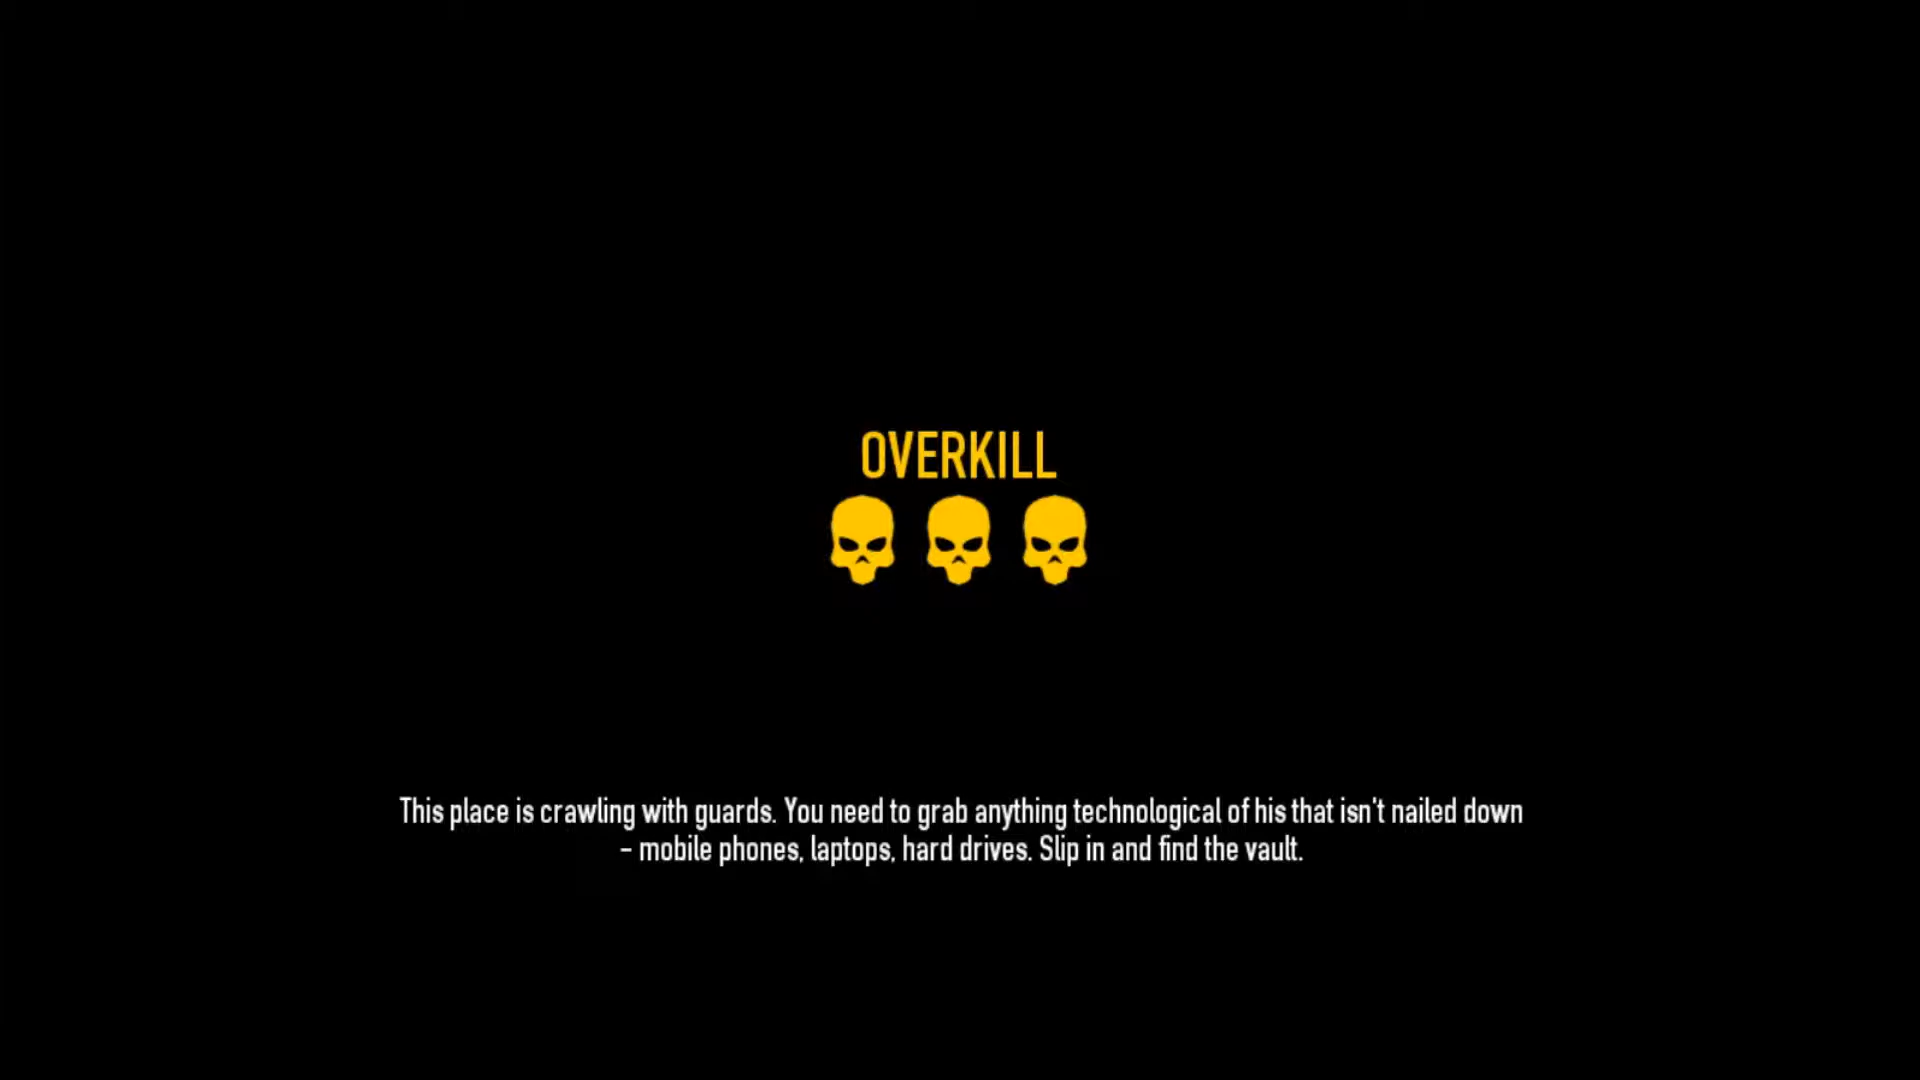 OVERKILL
This place is crawling with guards. You need to grab anything technological of his that isn't nailed down
- mobile phones, laptops, hard drives. Slip in and find the vault.